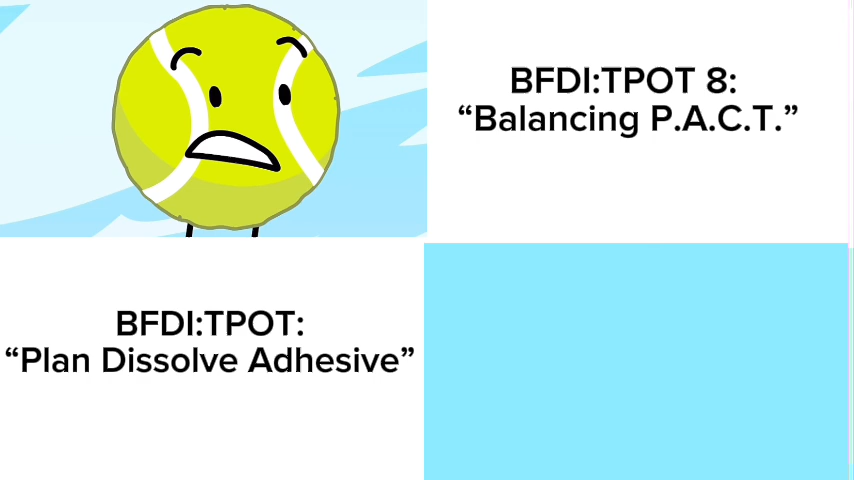 BFDI:TPOT 8:
“Balancing P.A.C.T.”
BFDI:TPOT:
“Plan Dissolve Adhesive”